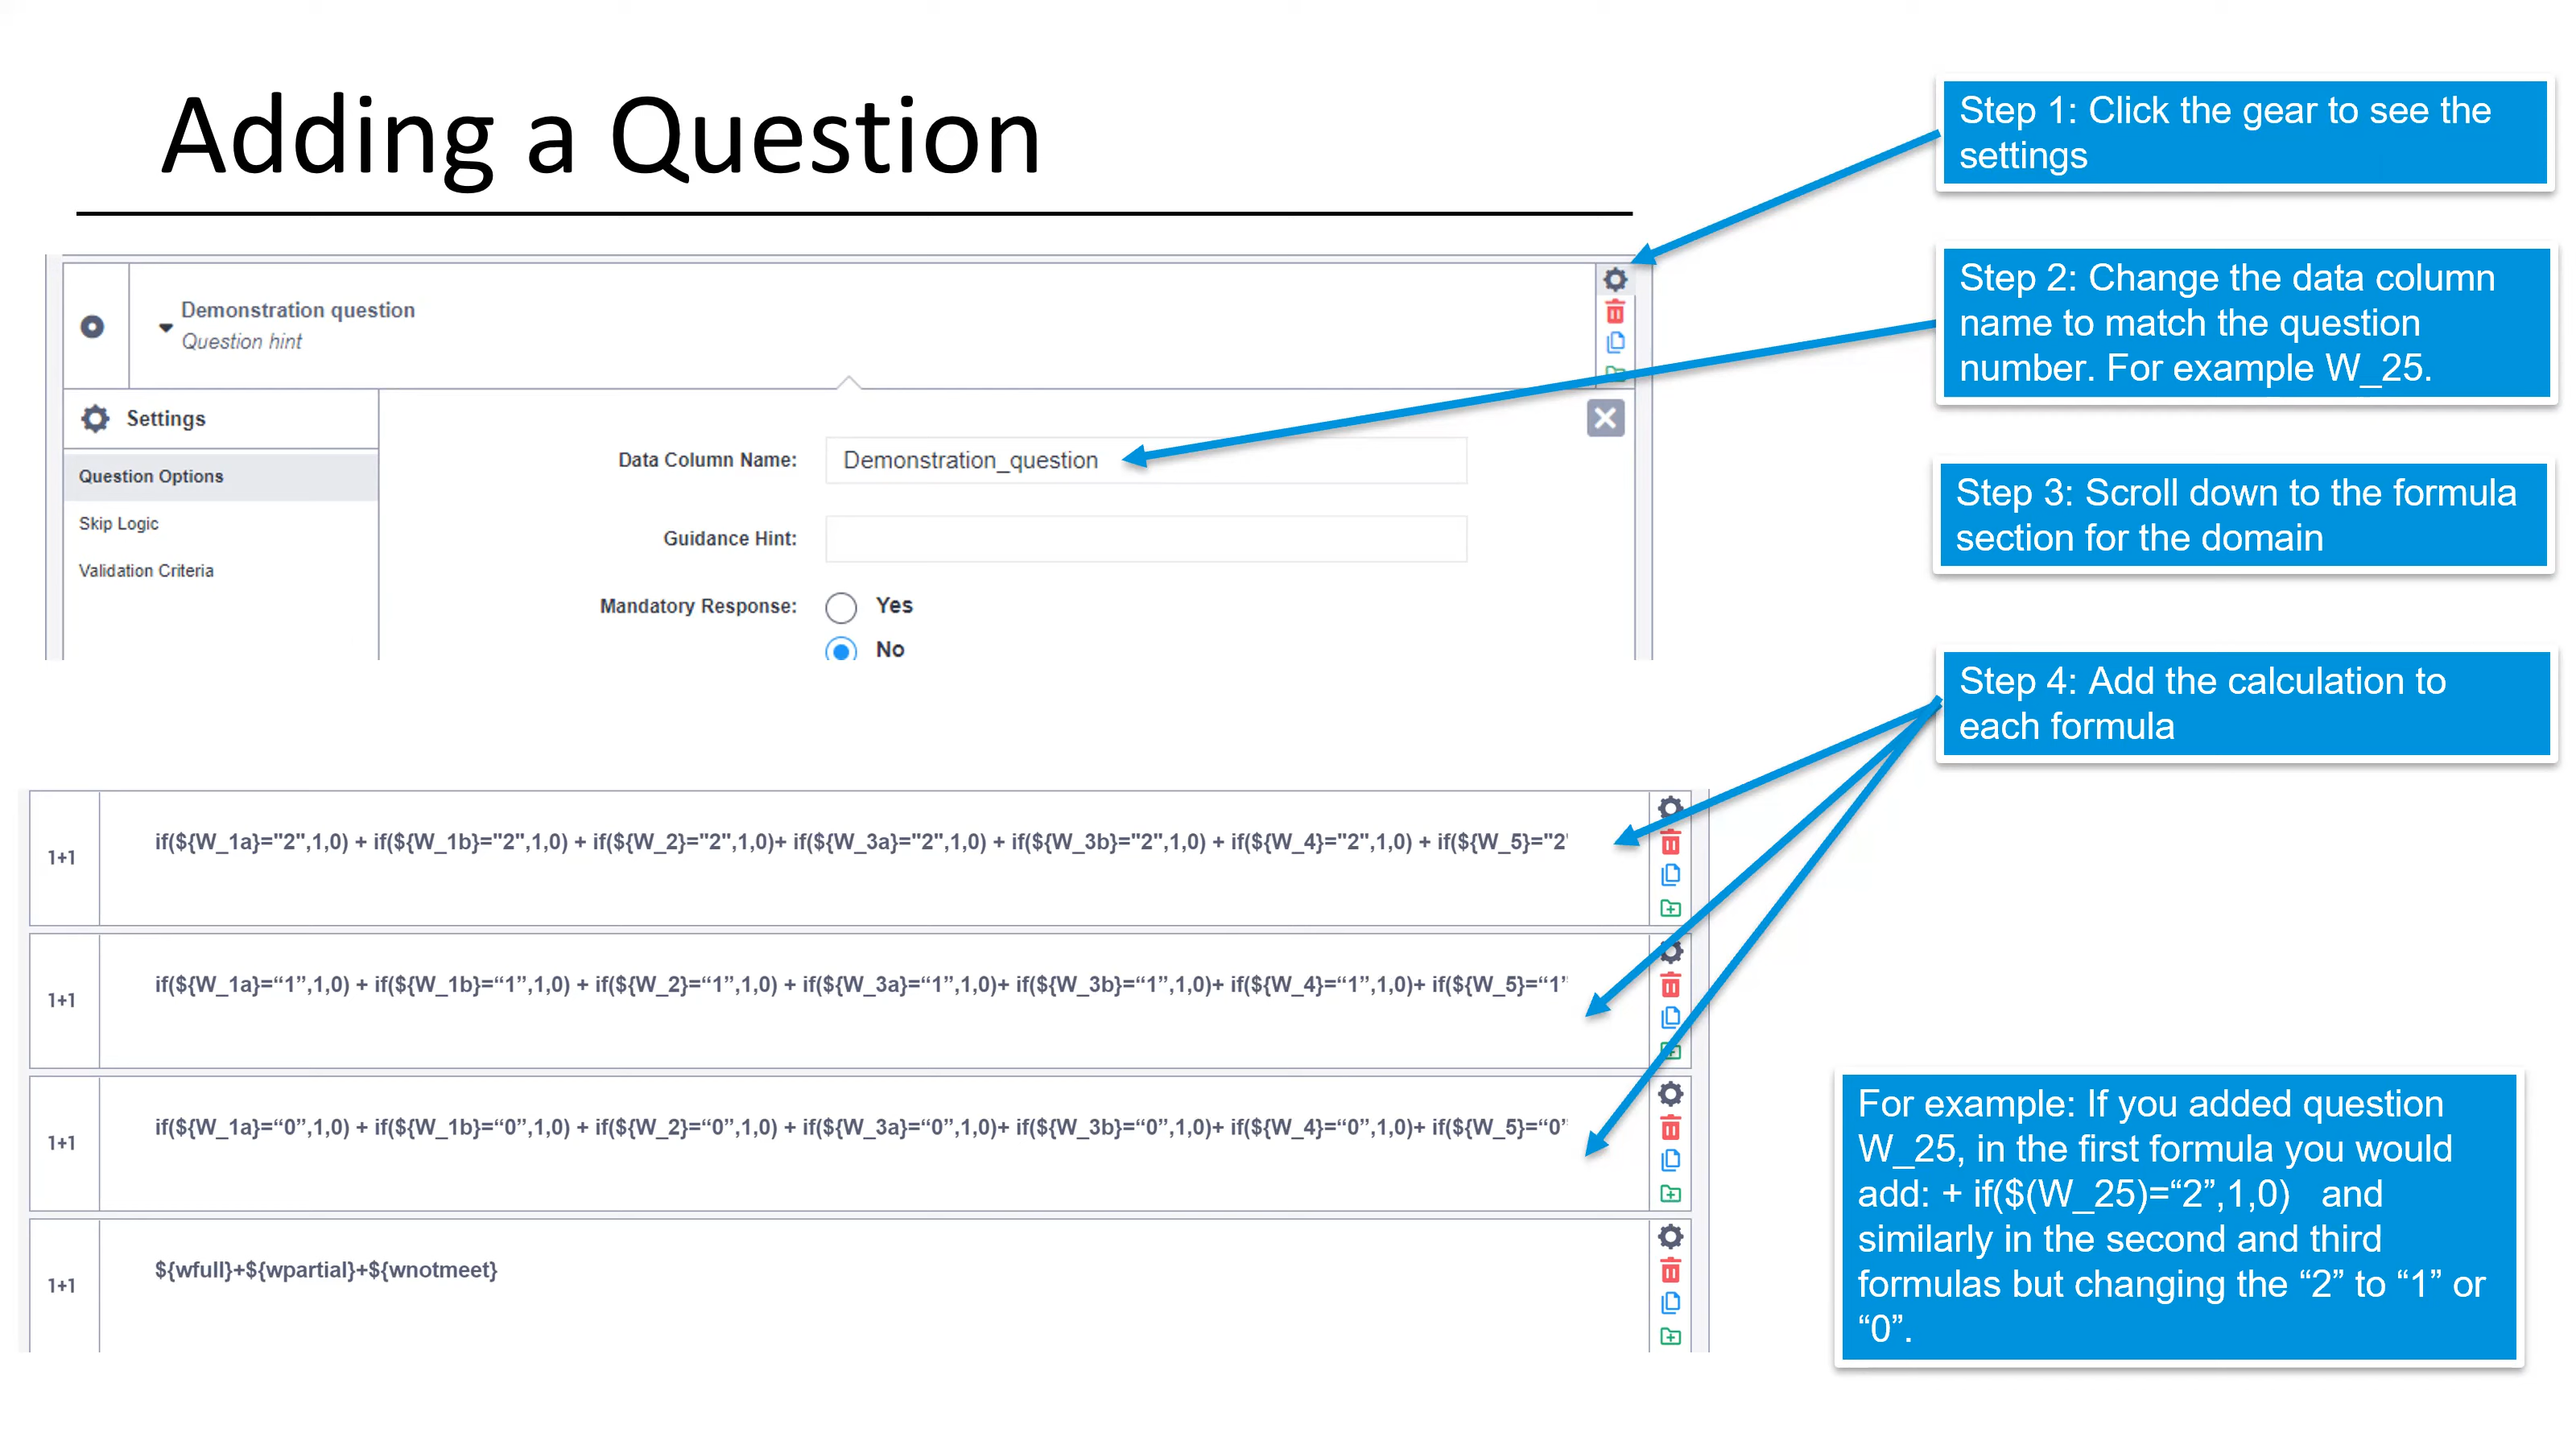 Adding a Question
Step 1: Click the gear to see the
settings
Step 2: Change the data column
name to match the question
number. For example W_25.
Step 3: Scroll down to the formula
section for the domain
Step 4: Add the calculation to
each formula
Demonstration question
Question hint
Settings
Question Options
Skip Logic
Validation Criteria
Data Column Name:
Demonstration_question
Guidance Hint:
Mandatory Response:
Yes
No
1+1
if(${W_1a}="2",1,0) + if(${W_1b}="2",1,0) + if(${W_2}="2",1,0)+ if(${W_3a}="2",1,0) + if(${W_3b}="2",1,0) + if(${W_4}="2",1,0) + if(${W_5}="2'
1+1
if(${W_1a}=“1”,1,0) + if(${W_1b}=“1”,1,0) + if(${W_2}=“1”,1,0) + if(${W_3a}=“1”,1,0)+ if(${W_3b}=“1”,1,0)+ if(${W_4}=“1”,1,0)+ if(${W_5}=“1”
1+1
if(${W_1a}=“0”,1,0) + if(${W_1b}=“0”,1,0) + if(${W_2}=“0”,1,0) + if(${W_3a}=“0”,1,0)+ if(${W_3b}=“0”,1,0)+ if(${W_4}=“0”,1,0)+ if(${W_5}=“0”
1+1
${wfull}+${wpartial}+${wnotmeet}
For example: If you added question
W_25, in the first formula you would
add: + if($(W_25)=“2”,1,0) and
similarly in the second and third
formulas but changing the “2” to “1” or
“0”.